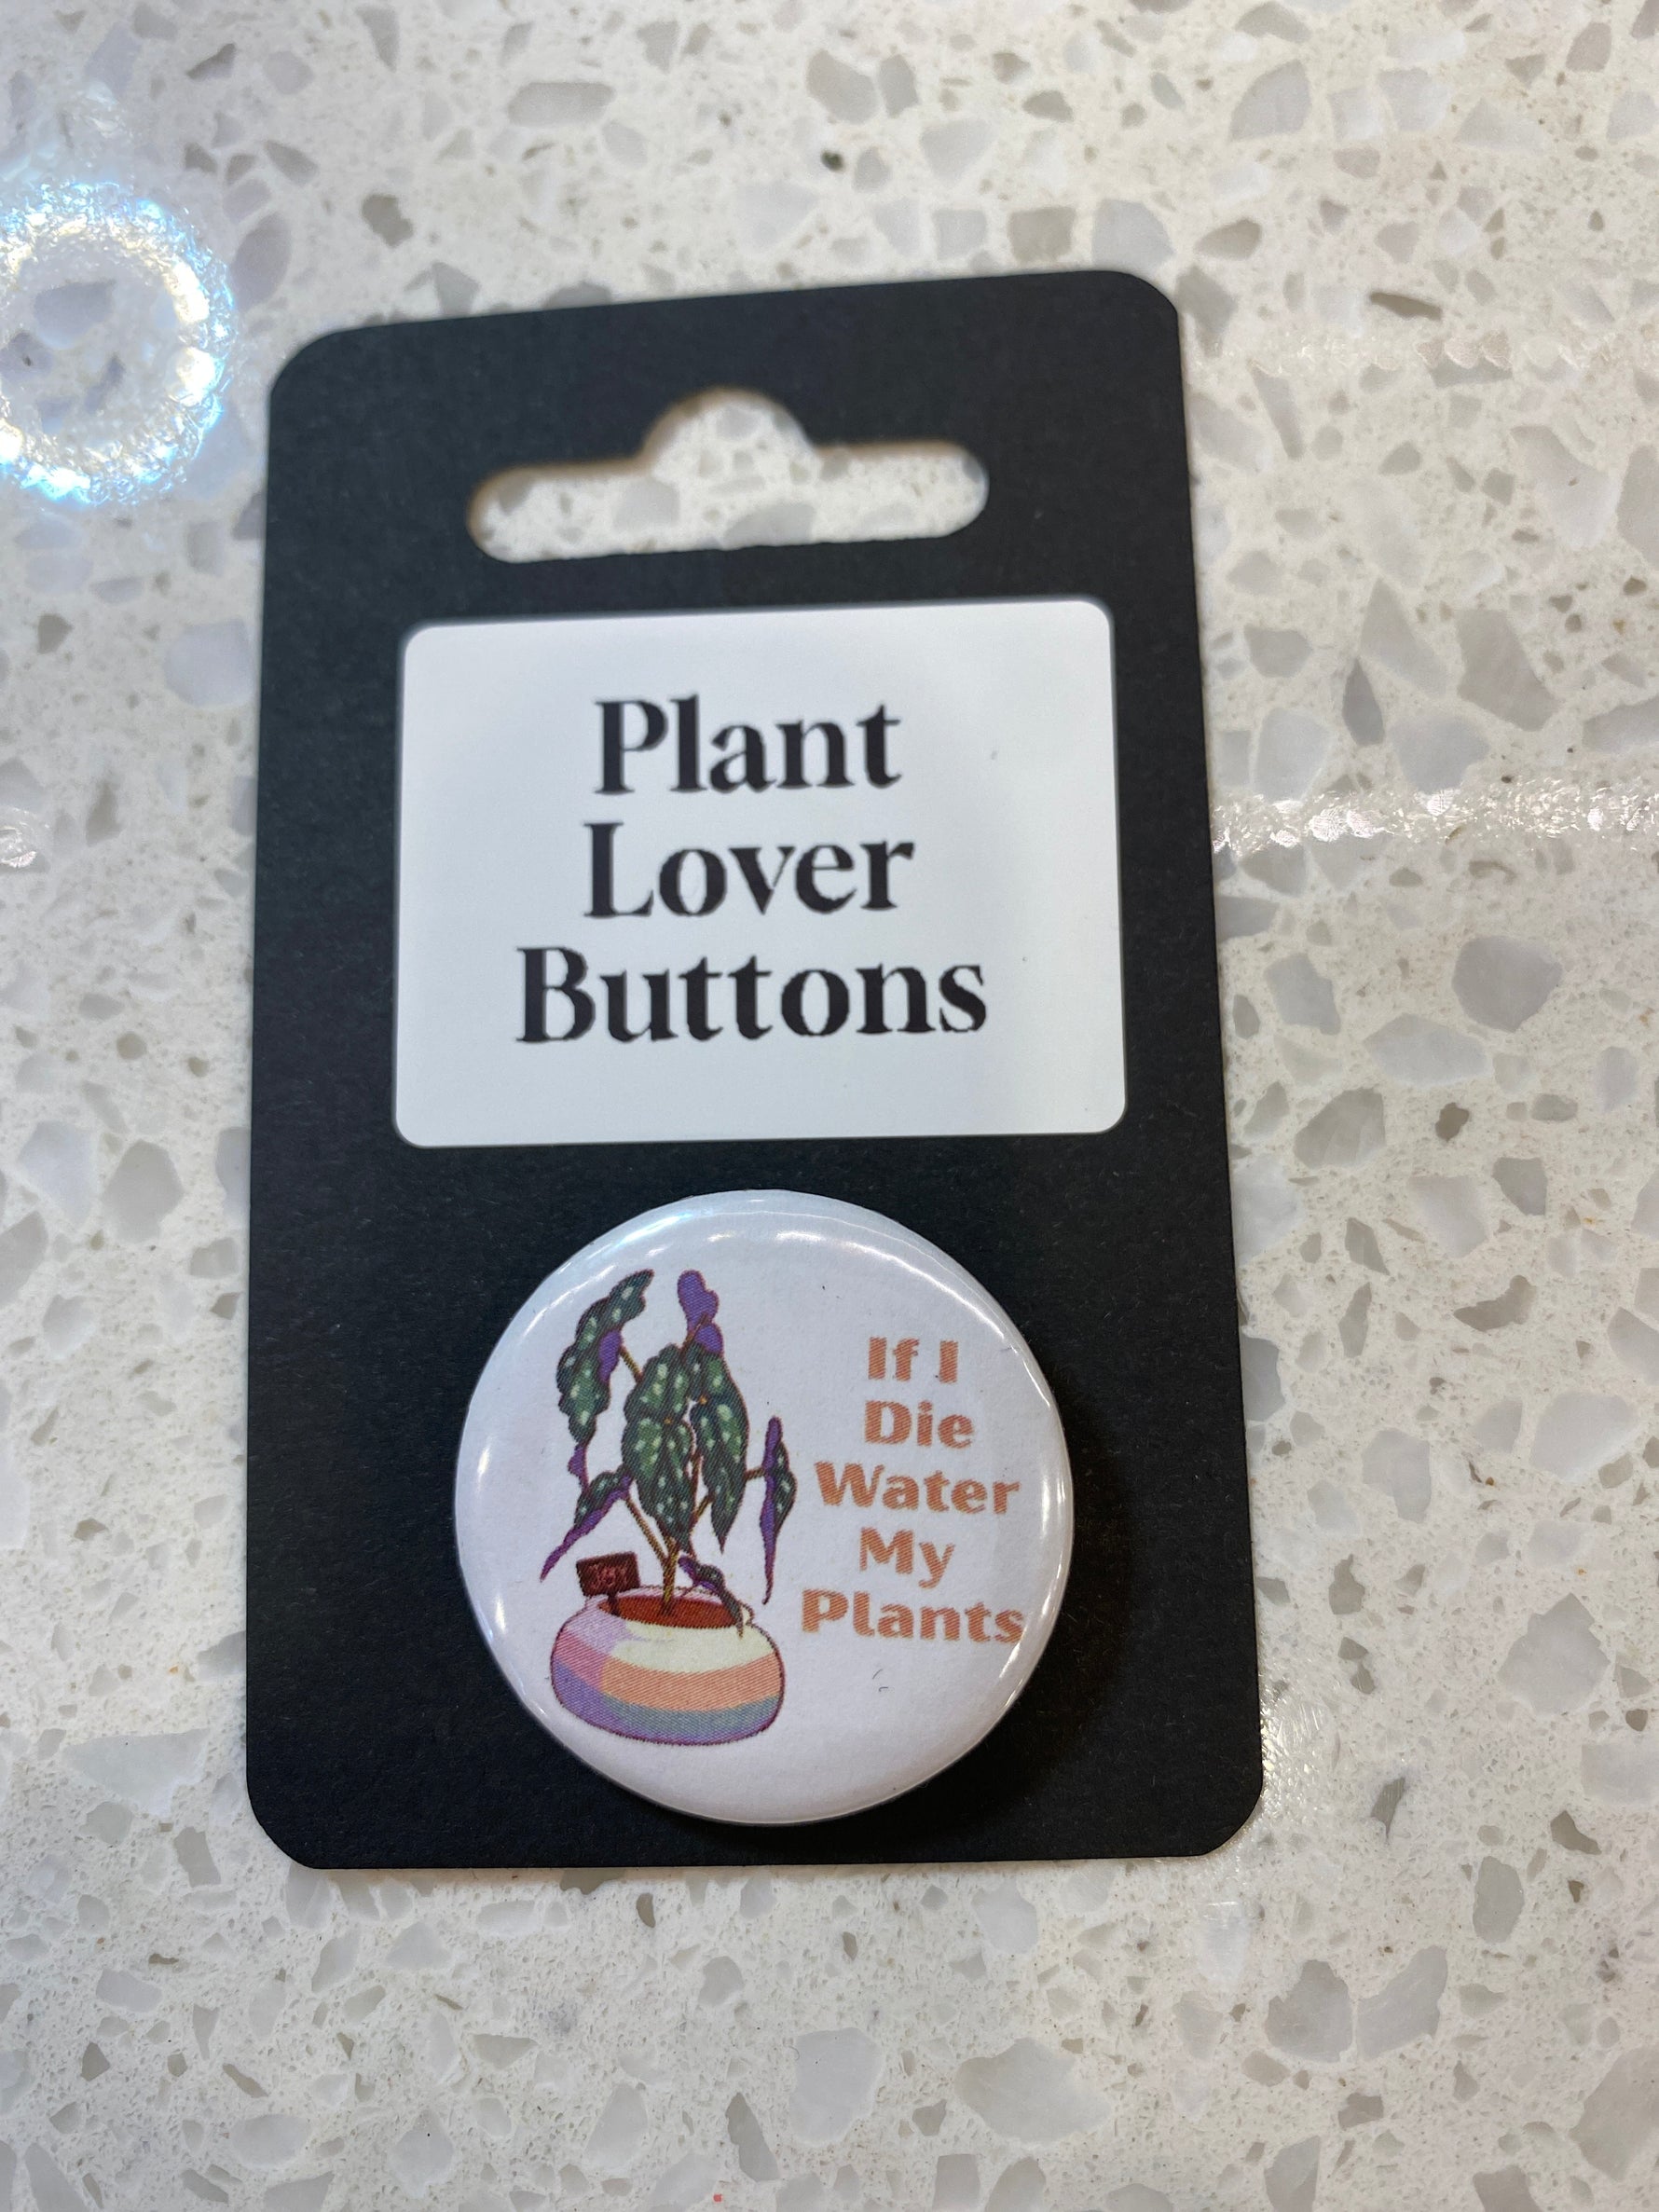 Plant
Lover
Buttons
If I
Die
Water
My
Plants